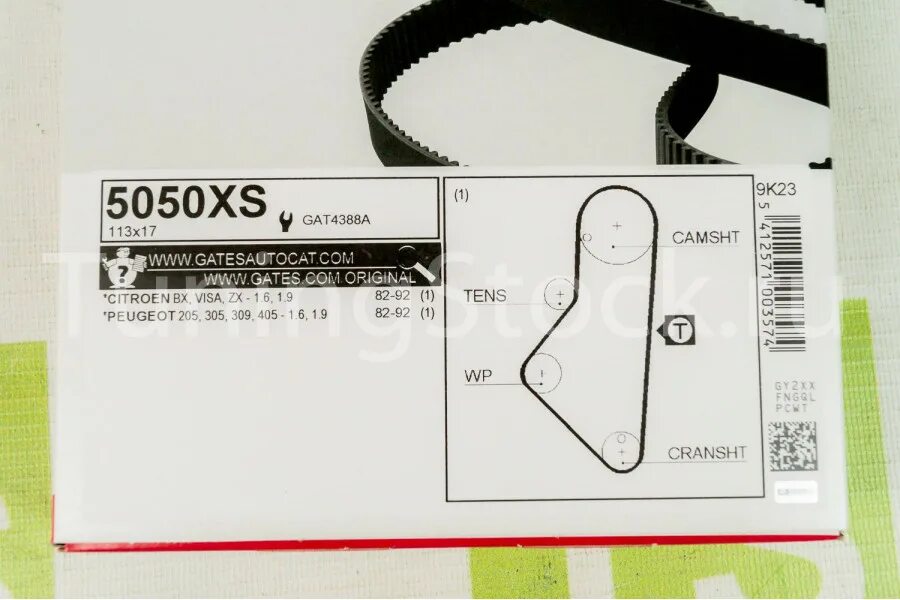 5050XS
113x17
GAT4388A
WWW.GATESAUTOCAT.COM
WWW.GATES.COM ORIGINAL
*CITROEN BX, VISA, ZX - 1.6, 1.9 82-92 (1)
*PEUGEOT 205, 305, 309, 405 - 1.6, 1.9 82-92 (1)
(1)
CAMSHT
TENS
T
WP
CRANSHT
9K23
5 412571 003574
GY2XX
FNGGL
PCWT
TuningStock.ru